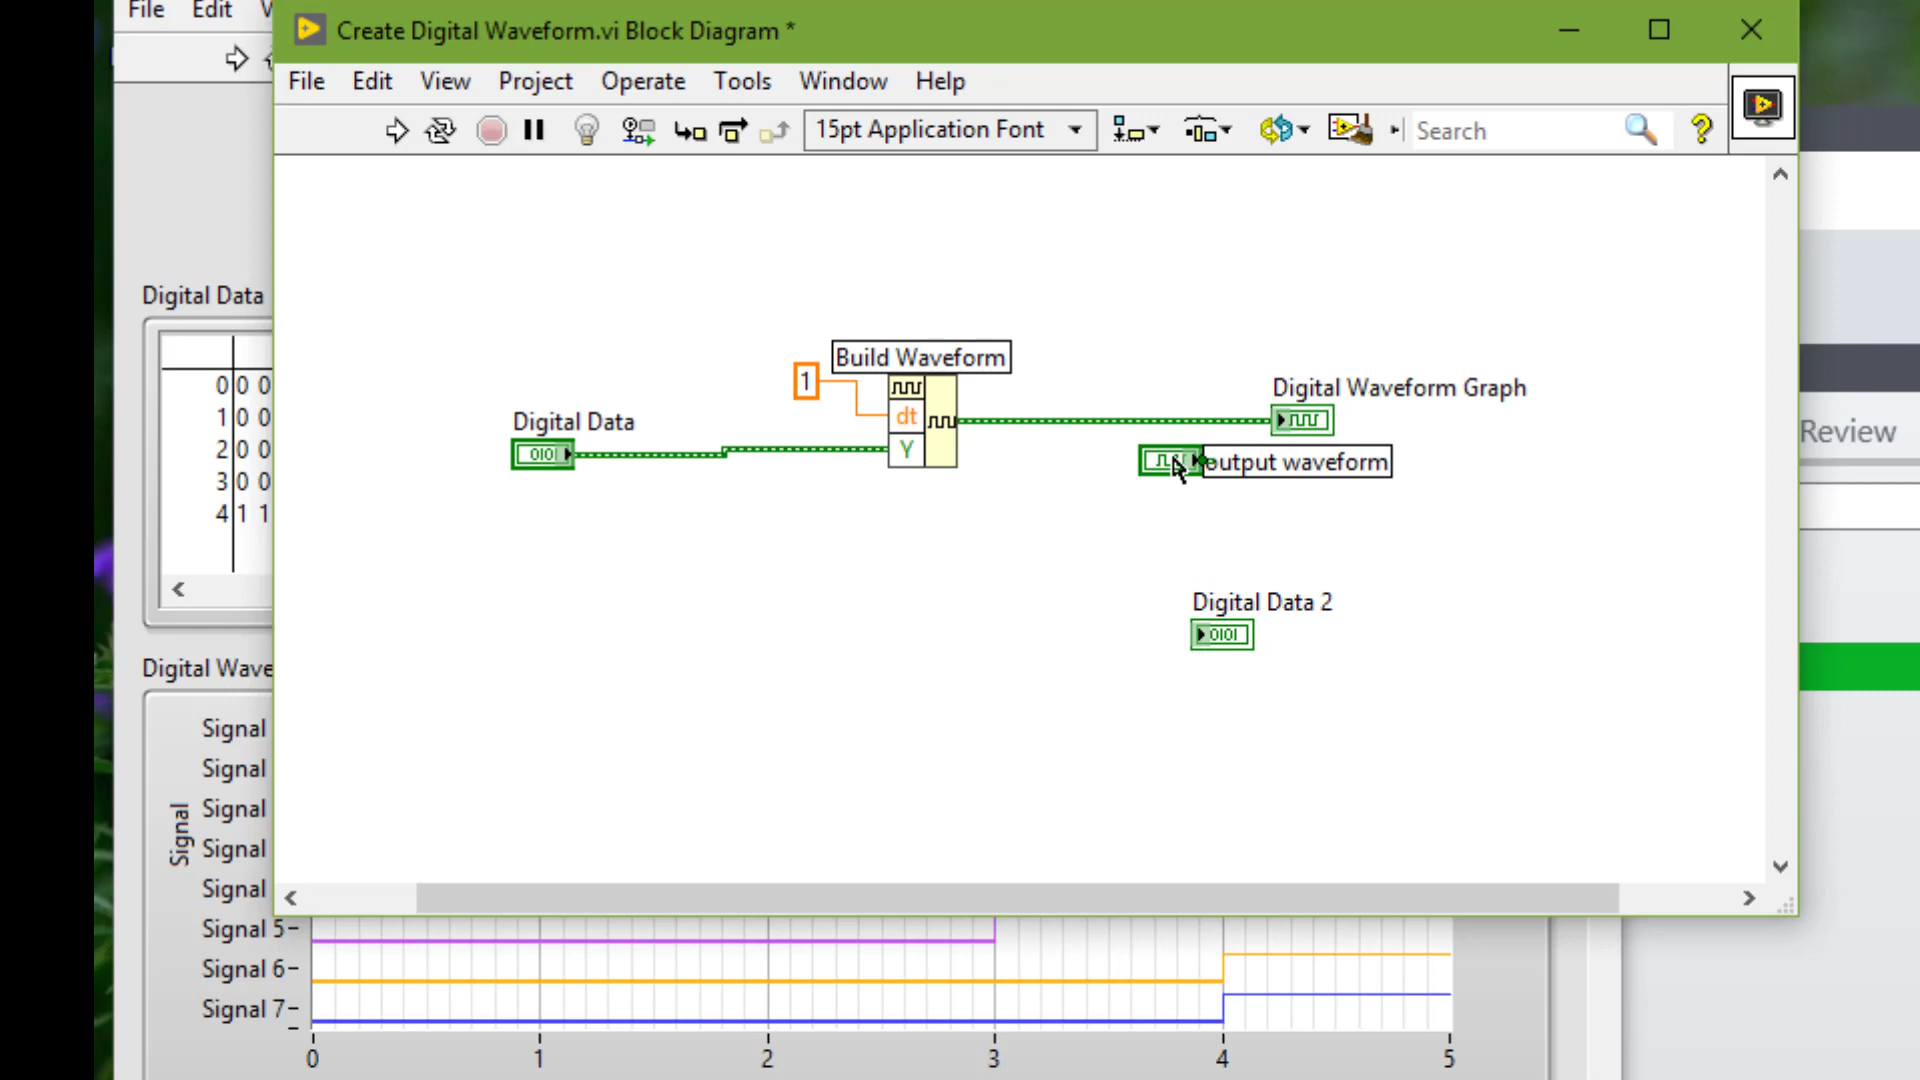 File Edit V
Create Digital Waveform.vi Block Diagram *
File Edit View Project Operate Tools Window Help
15pt Application Font
Search
?
Digital Data
0 0 0
1 0 0
2 0 0
3 0 0
4 1 1
Build Waveform
1
dt
Y
Digital Data
0101
Digital Waveform Graph
output waveform
Digital Data 2
0101
Review
Digital Wave
Signal
Signal
Signal
Signal
Signal
Signal
Signal 5
Signal 6
Signal 7
0 1 2 3 4 5